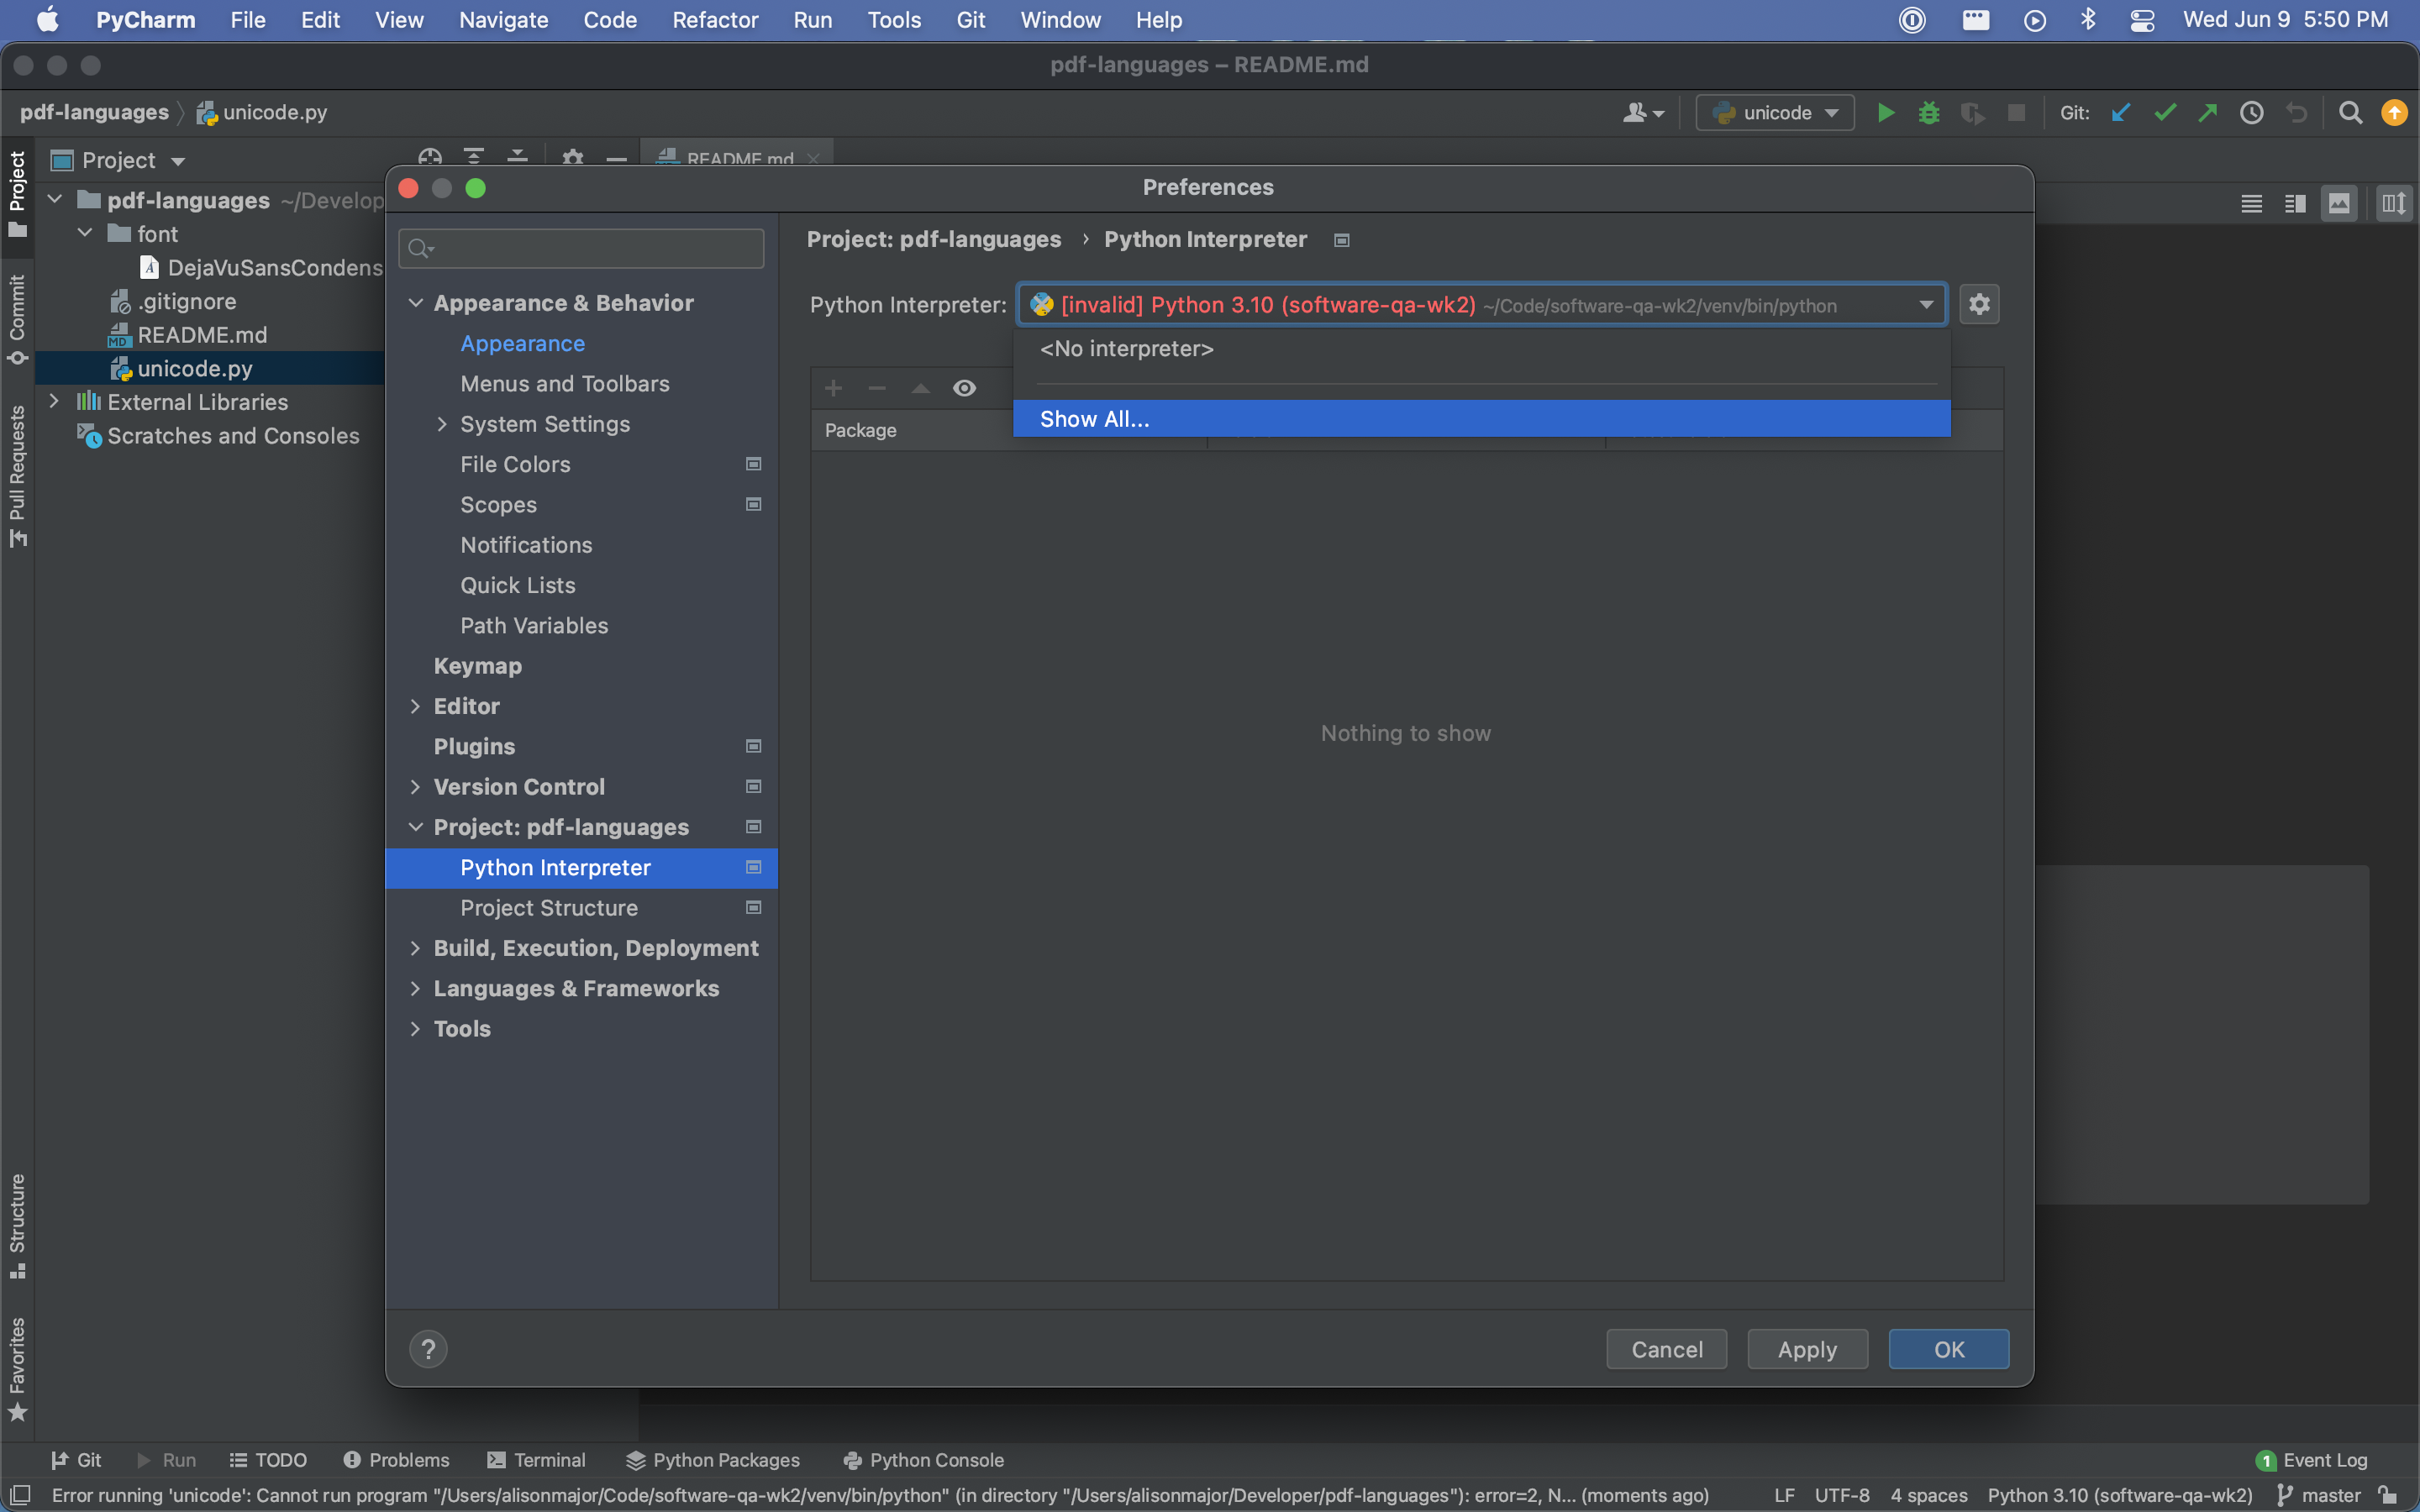 PyCharm File Edit View Navigate Code Refactor Run Tools Git Window Help Wed Jun 9 5:50 PM
pdf-languages – README.md
pdf-languages unicode.py unicode Git:
Project README.md
Preferences
pdf-languages ~/Develop
font
DejaVuSansCondens
.gitignore
README.md
unicode.py
External Libraries
Scratches and Consoles
Project
Commit
Pull Requests
Structure
Favorites
Appearance & Behavior
Appearance
Menus and Toolbars
System Settings
File Colors
Scopes
Notifications
Quick Lists
Path Variables
Keymap
Editor
Plugins
Version Control
Project: pdf-languages
Python Interpreter
Project Structure
Build, Execution, Deployment
Languages & Frameworks
Tools
Project: pdf-languages › Python Interpreter
Python Interpreter: [invalid] Python 3.10 (software-qa-wk2) ~/Code/software-qa-wk2/venv/bin/python
<No interpreter>
Show All...
Package
Nothing to show
? Cancel Apply OK
Git Run TODO Problems Terminal Python Packages Python Console 1 Event Log
Error running 'unicode': Cannot run program "/Users/alisonmajor/Code/software-qa-wk2/venv/bin/python" (in directory "/Users/alisonmajor/Developer/pdf-languages"): error=2, N... (moments ago) LF UTF-8 4 spaces Python 3.10 (software-qa-wk2) master